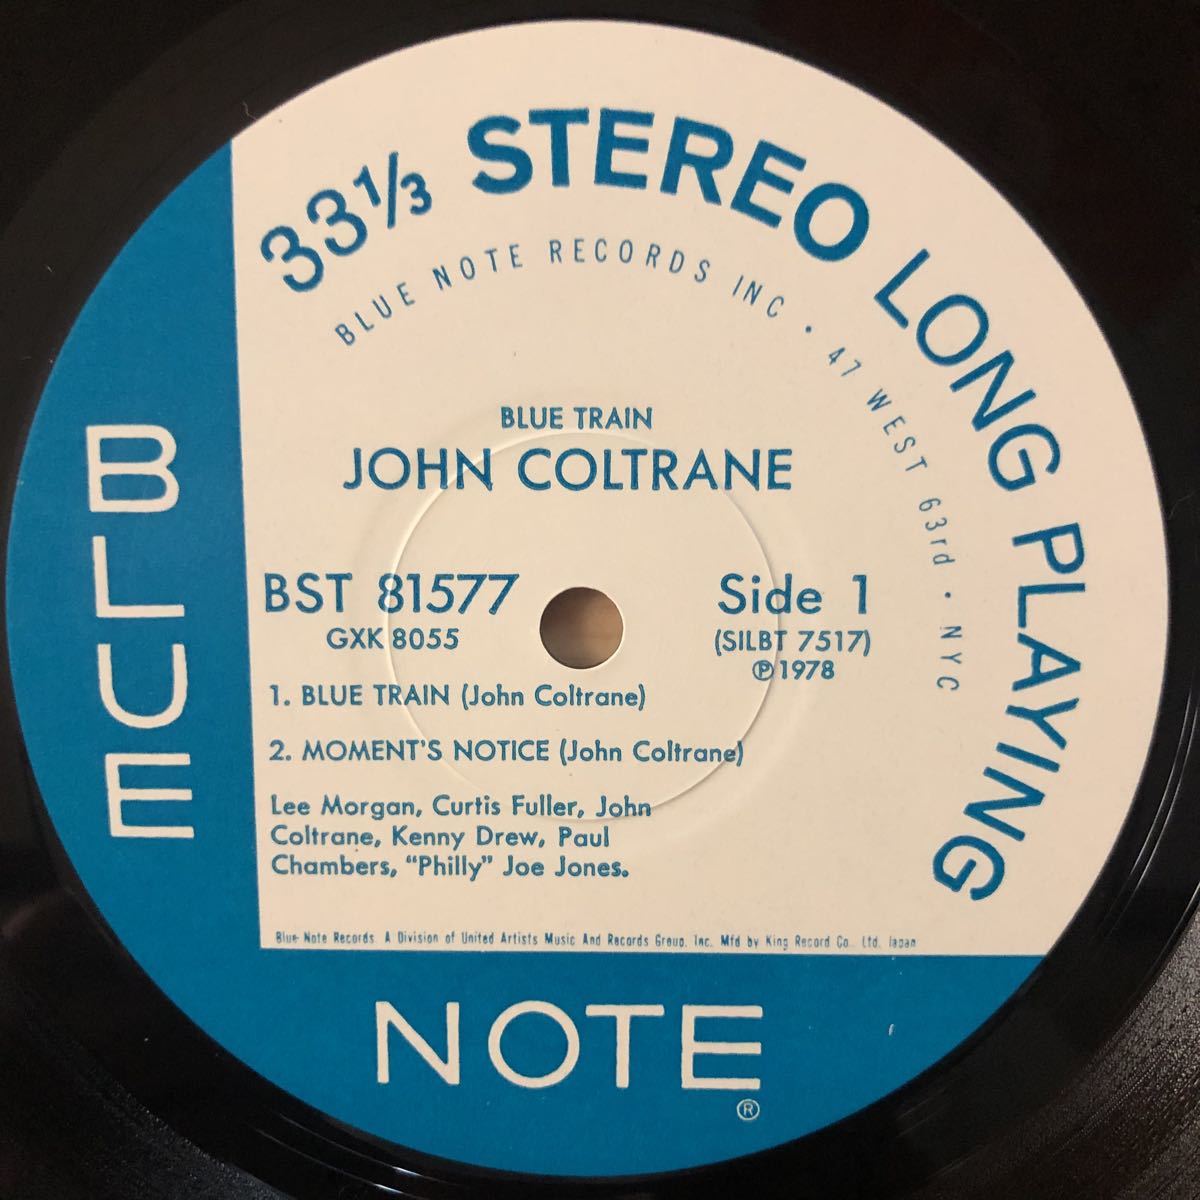 33⅓ STEREO LONG PLAYING
BLUE NOTE RECORDS INC · 47 WEST 63rd · NYC
BLUE TRAIN
JOHN COLTRANE
BST 81577
GXK 8055
Side 1
(SILBT 7517)
℗ 1978
1. BLUE TRAIN (John Coltrane)
2. MOMENT'S NOTICE (John Coltrane)
Lee Morgan, Curtis Fuller, John
Coltrane, Kenny Drew, Paul
Chambers, “Philly” Joe Jones.
Blue Note Records. A Division of United Artists Music And Records Group, Inc. Mfd by King Record Co., Ltd. Japan
BLUE
NOTE
®